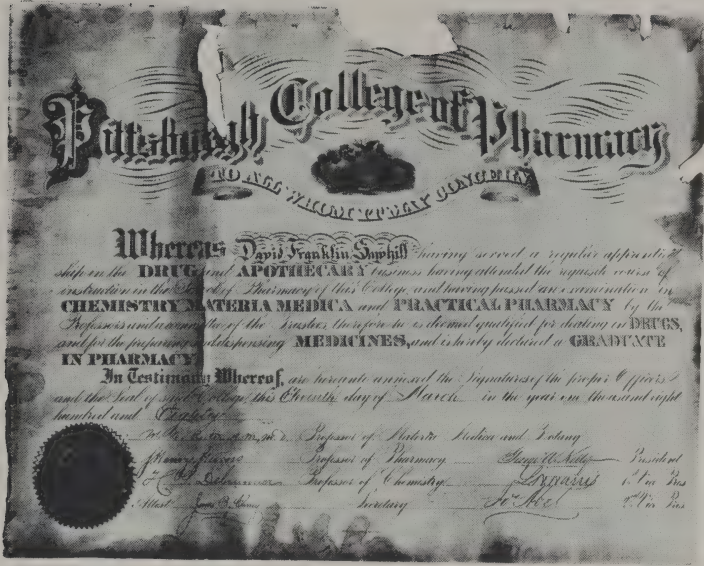 Pittsburgh College of Pharmacy
TO ALL WHOM IT MAY CONCERN
Whereas David Franklin Sawhill having served a regular apprentice
ship in the DRUG and APOTHECARY business having attended the requisite course of
instruction in the School of Pharmacy of this College and having passed an examination in
CHEMISTRY MATERIA MEDICA and PRACTICAL PHARMACY by the
Professors and a committee of the Trustees therefore he is deemed qualified for dealing in DRUGS,
and for the preparing and dispensing MEDICINES, and is hereby declared a GRADUATE
IN PHARMACY.
In Testimony Whereof, are hereunto annexed the Signatures of the proper Officers
and the Seal of said College this day of March in the year one thousand eight
hundred and
M.D. Professor of Materia Medica and Botany
Professor of Pharmacy George A. Kelly President
Professor of Chemistry 1st Vice Pres
Attest Secretary Jos Abel 2nd Vice Pres